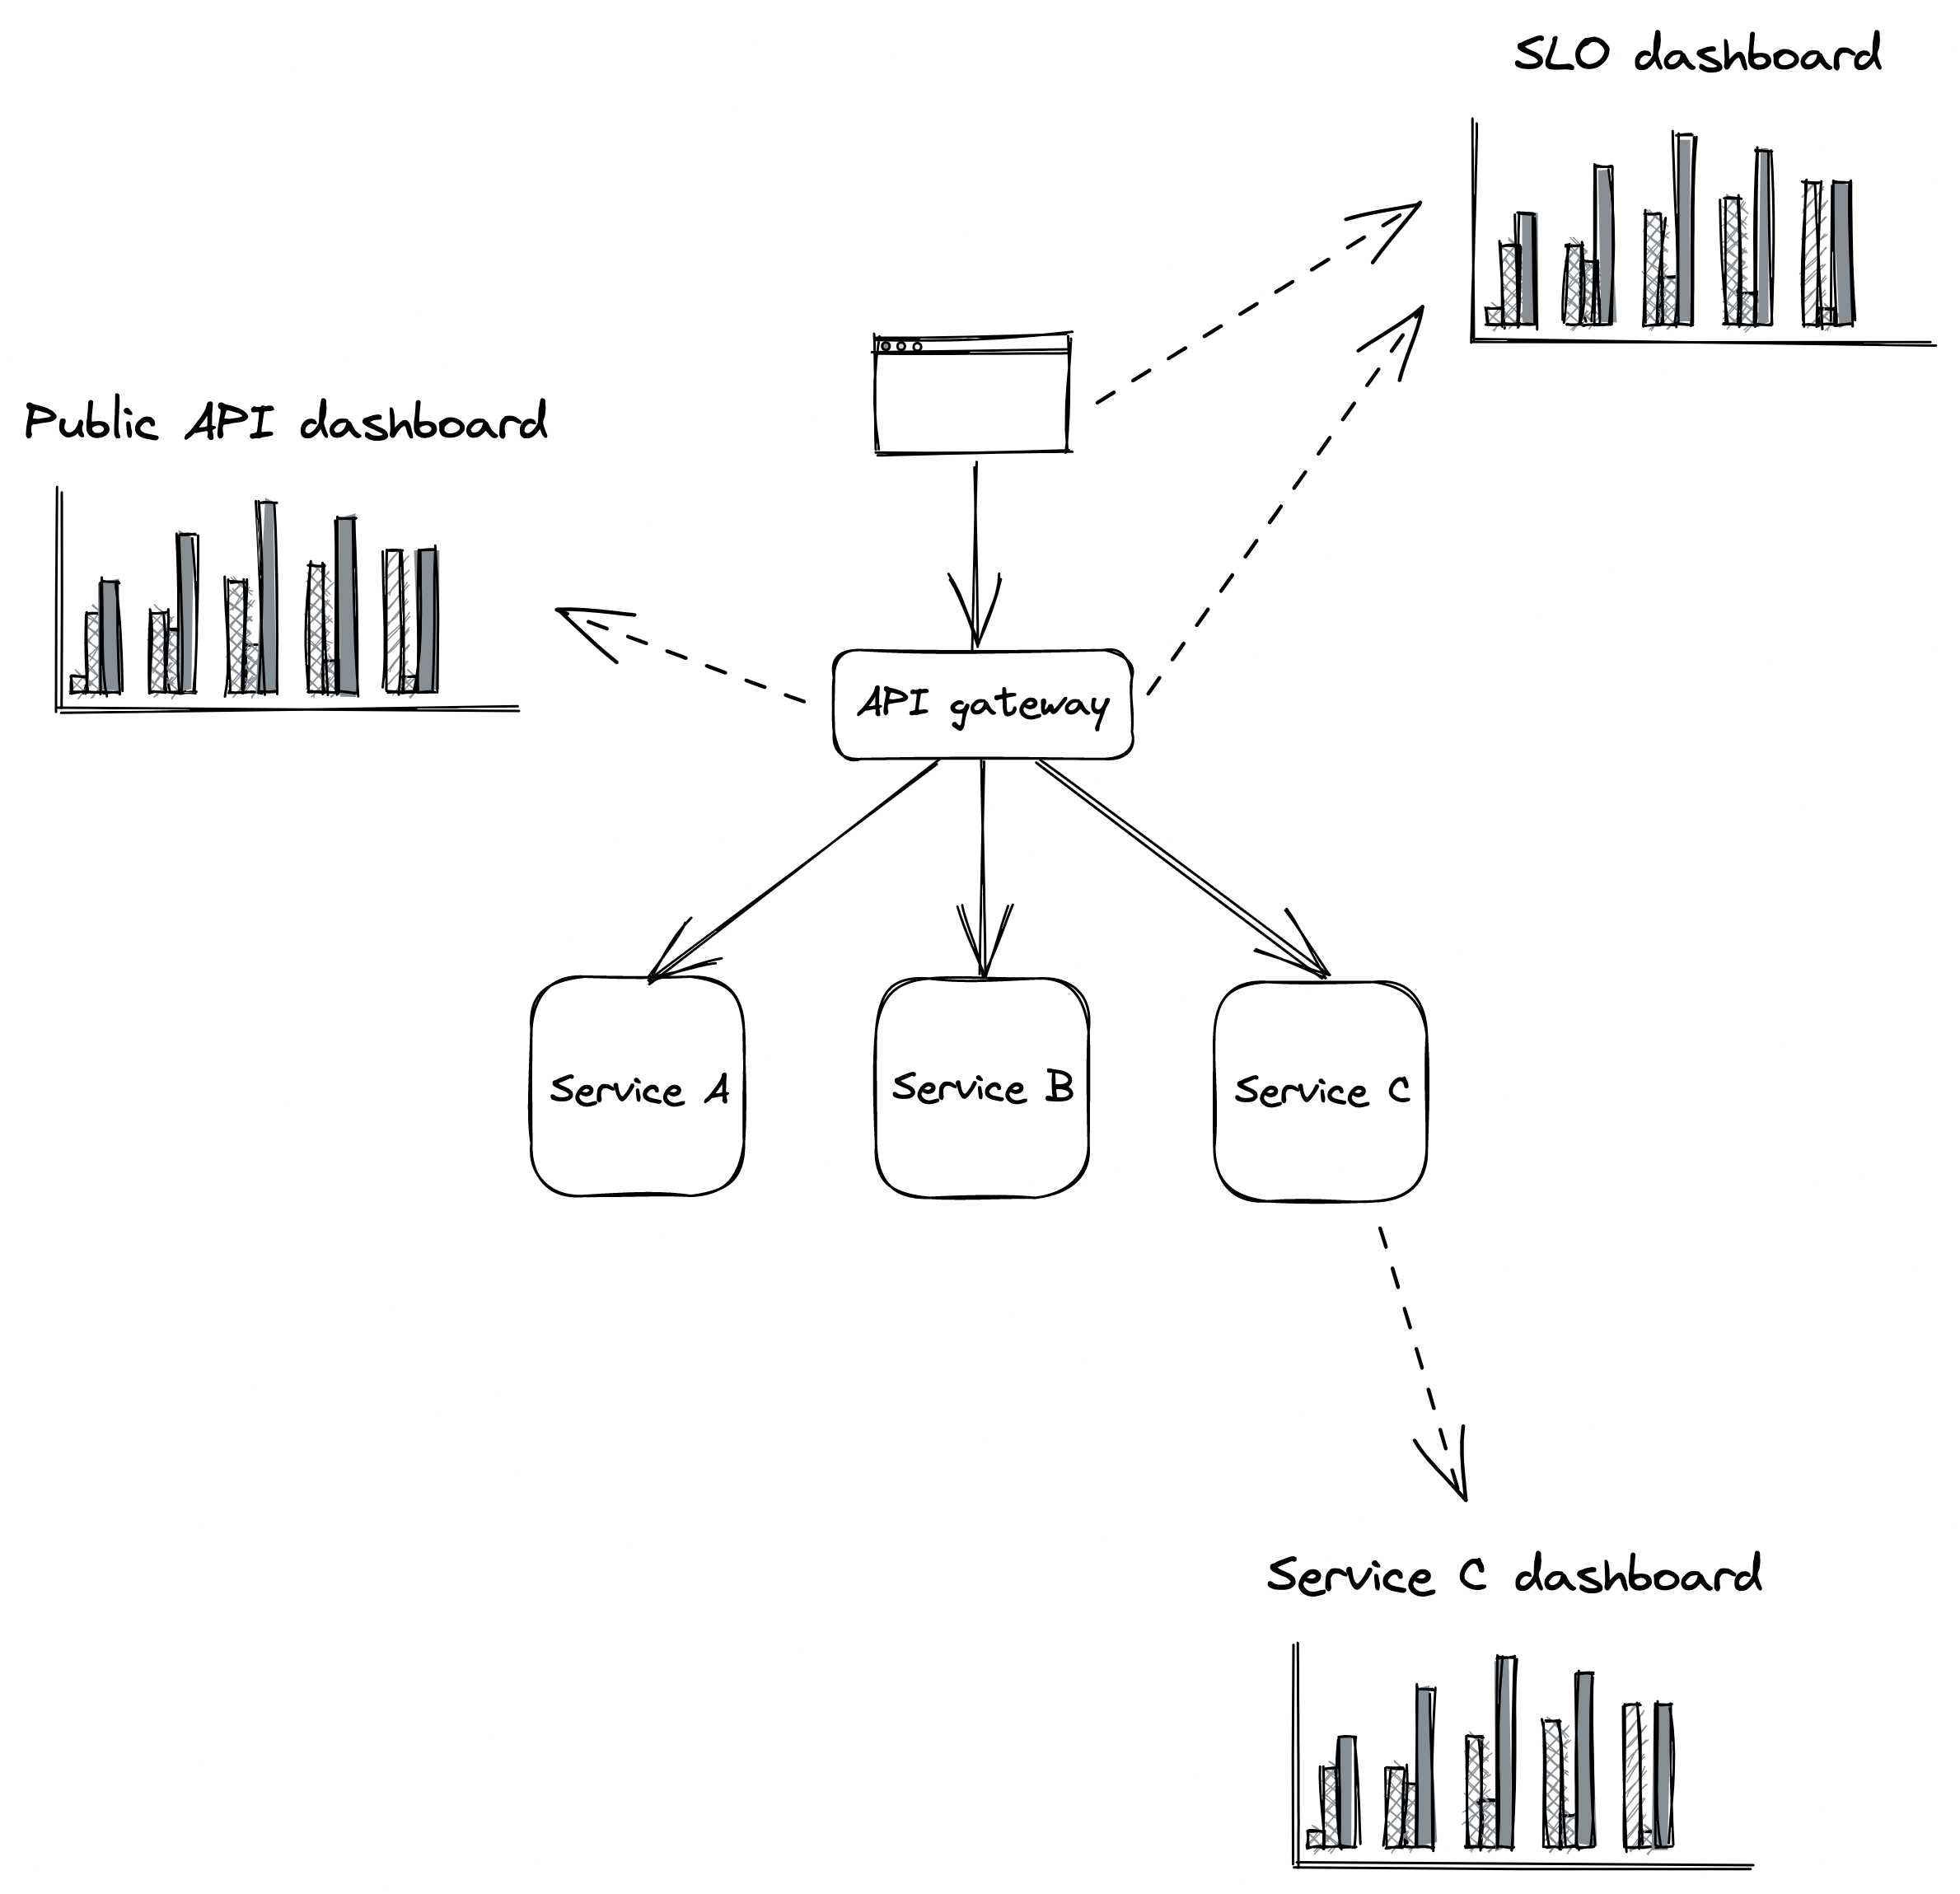 SLO dashboard
Public API dashboard
API gateway
Service A
Service B
Service C
Service C dashboard